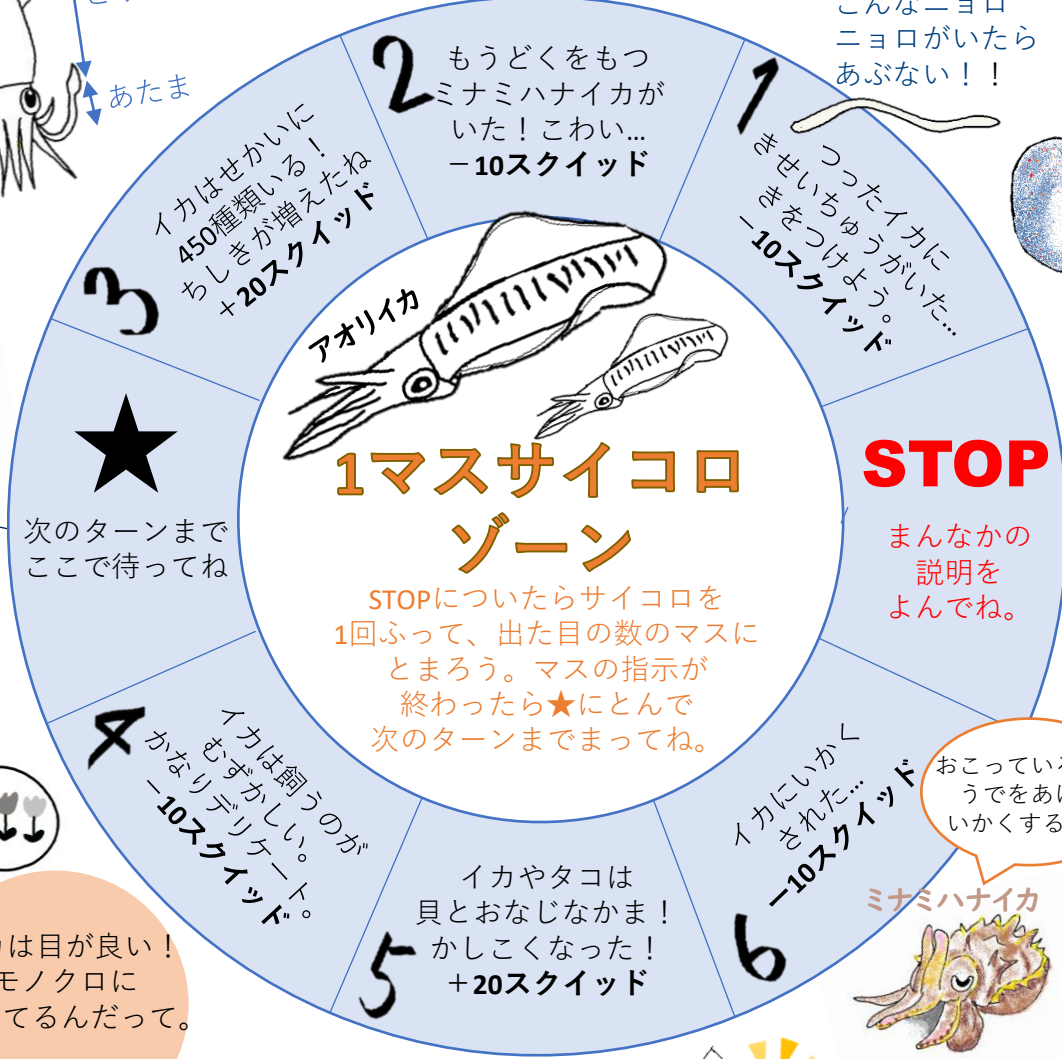 あたま
こんなニョロ
ニョロがいたら
あぶない！！
1
つったイカに
きせいちゅうがいた…
きをつけよう。
－10スクイッド
2
もうどくをもつ
ミナミハナイカが
いた！こわい…
－10スクイッド
3
イカはせかいに
450種類いる！
ちしきが増えたね
＋20スクイッド
★
次のターンまで
ここで待ってね
STOP
まんなかの
説明を
よんでね。
アオリイカ
1マスサイコロ
ゾーン
STOPについたらサイコロを
1回ふって、出た目の数のマスに
とまろう。マスの指示が
終わったら★にとんで
次のターンまでまってね。
4
イカは飼うのが
むずかしい。
かなりデリケート。
－10スクイッド
5
イカやタコは
貝とおなじなかま！
かしこくなった！
＋20スクイッド
6
イカにいかく
された…
－10スクイッド
おこっている
うでをあ
いかくする
ミナミハナイカ
は目が良い！
モノクロに
てるんだって。